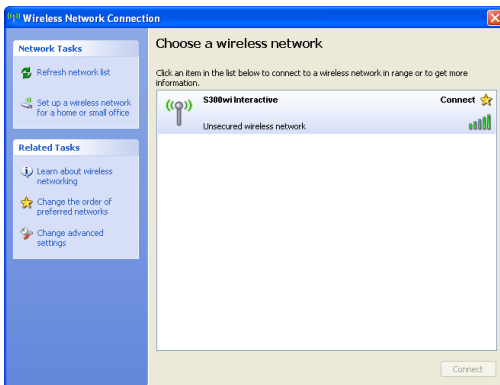 Wireless Network Connection
Network Tasks
Refresh network list
Set up a wireless network
for a home or small office
Related Tasks
Learn about wireless
networking
Change the order of
preferred networks
Change advanced
settings
Choose a wireless network
Click an item in the list below to connect to a wireless network in range or to get more
information.
S300wi Interactive
Connect
Unsecured wireless network
Connect